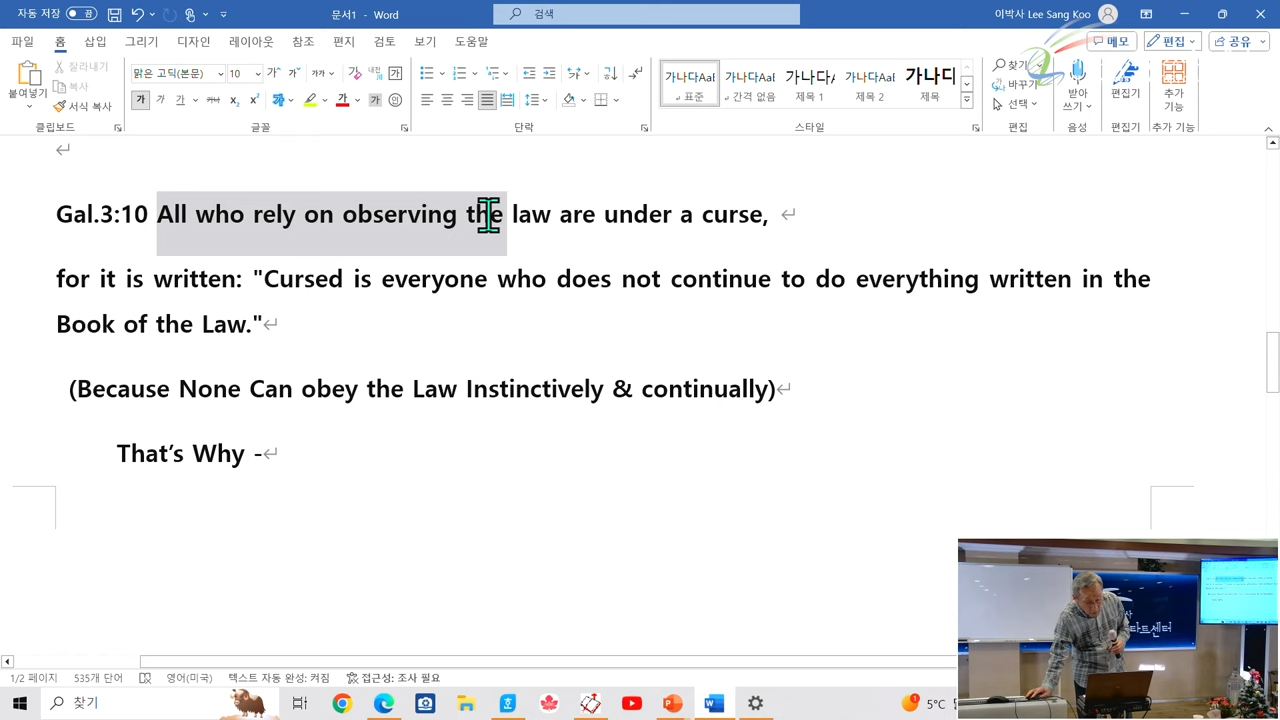 자동 저장
문서1
검색
이박사 Lee Sang Koo
파일 홈 삽입 그리기 디자인 레이아웃 참조 편지 검토 보기 도움말
메모 편집 공유
붙여넣기
잘라내기
복사
서식 복사
클립보드
맑은 고딕(본문) 10
글꼴
단락
가나다AaI 가나다AaI 가나다 가나다AaI 가나디
표준 간격 없음 제목 1 제목 2 제목
스타일
찾기
바꾸기
선택
편집
받아쓰기
음성
편집기
편집기
추가 기능
추가 기능
Gal.3:10 All who rely on observing the law are under a curse,
for it is written: "Cursed is everyone who does not continue to do everything written in the
Book of the Law."
(Because None Can obey the Law Instinctively & continually)
That’s Why -
1/2 페이지 535개 단어 영어(미국) 텍스트 자동 완성: 켜짐 접근성: 조사 필요
찾기
5°C